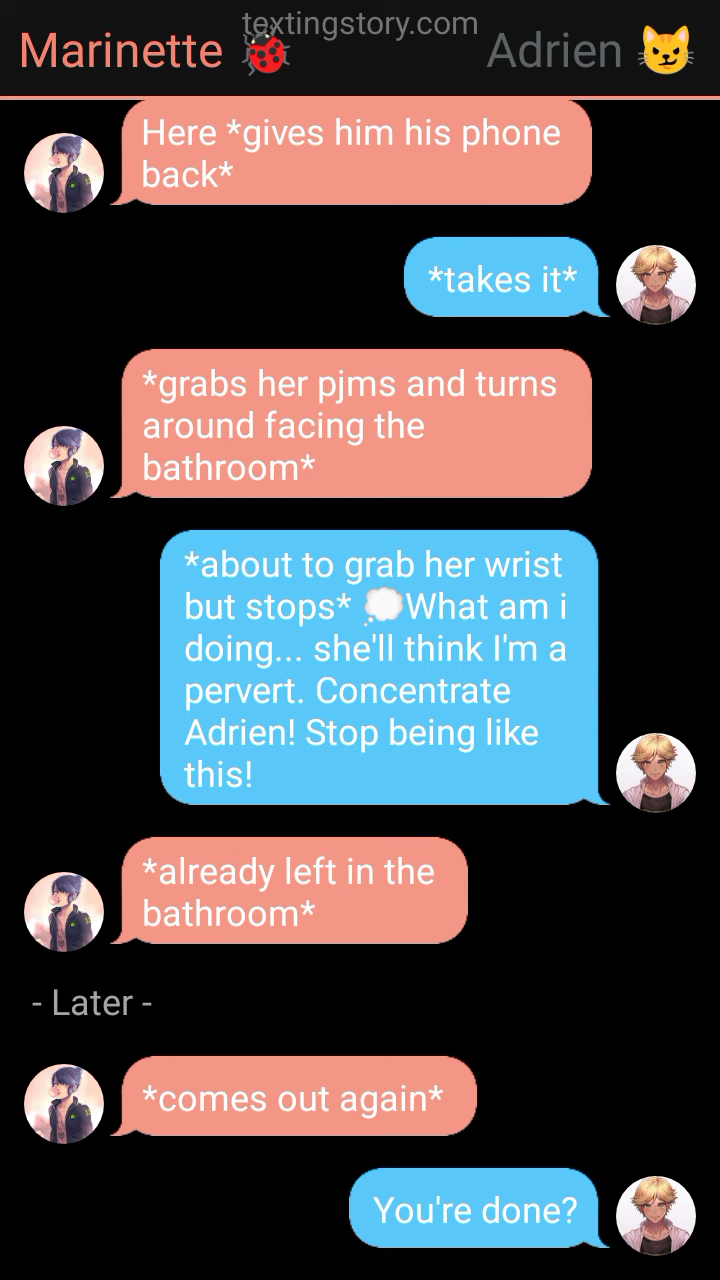 textingstory.com
Marinette 🐞 Adrien 😼
Here *gives him his phone
back*
*takes it*
*grabs her pjms and turns
around facing the
bathroom*
*about to grab her wrist
but stops* 💭What am i
doing... she'll think I'm a
pervert. Concentrate
Adrien! Stop being like
this!
*already left in the
bathroom*
- Later -
*comes out again*
You're done?